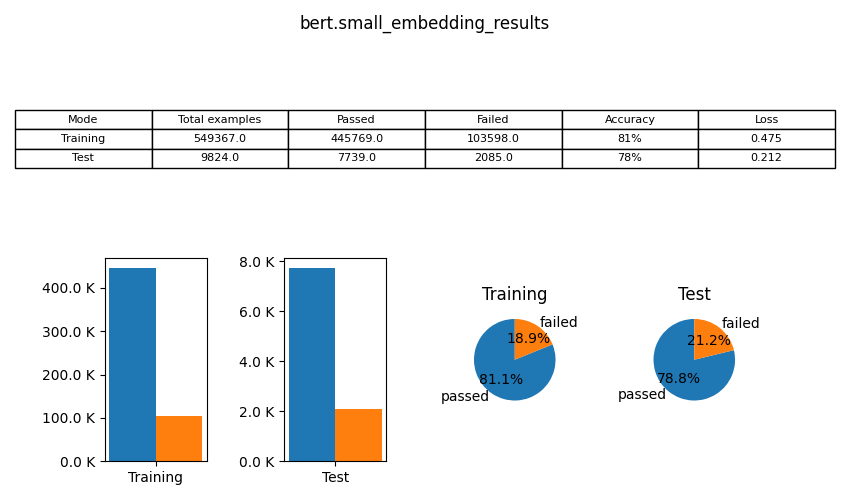 bert.small_embedding_results
Mode Total examples Passed Failed Accuracy Loss
Training 549367.0 445769.0 103598.0 81% 0.475
Test 9824.0 7739.0 2085.0 78% 0.212
400.0 K
300.0 K
200.0 K
100.0 K
0.0 K
Training
8.0 K
6.0 K
4.0 K
2.0 K
0.0 K
Test
Training
failed
18.9%
81.1%
passed
Test
failed
21.2%
78.8%
passed